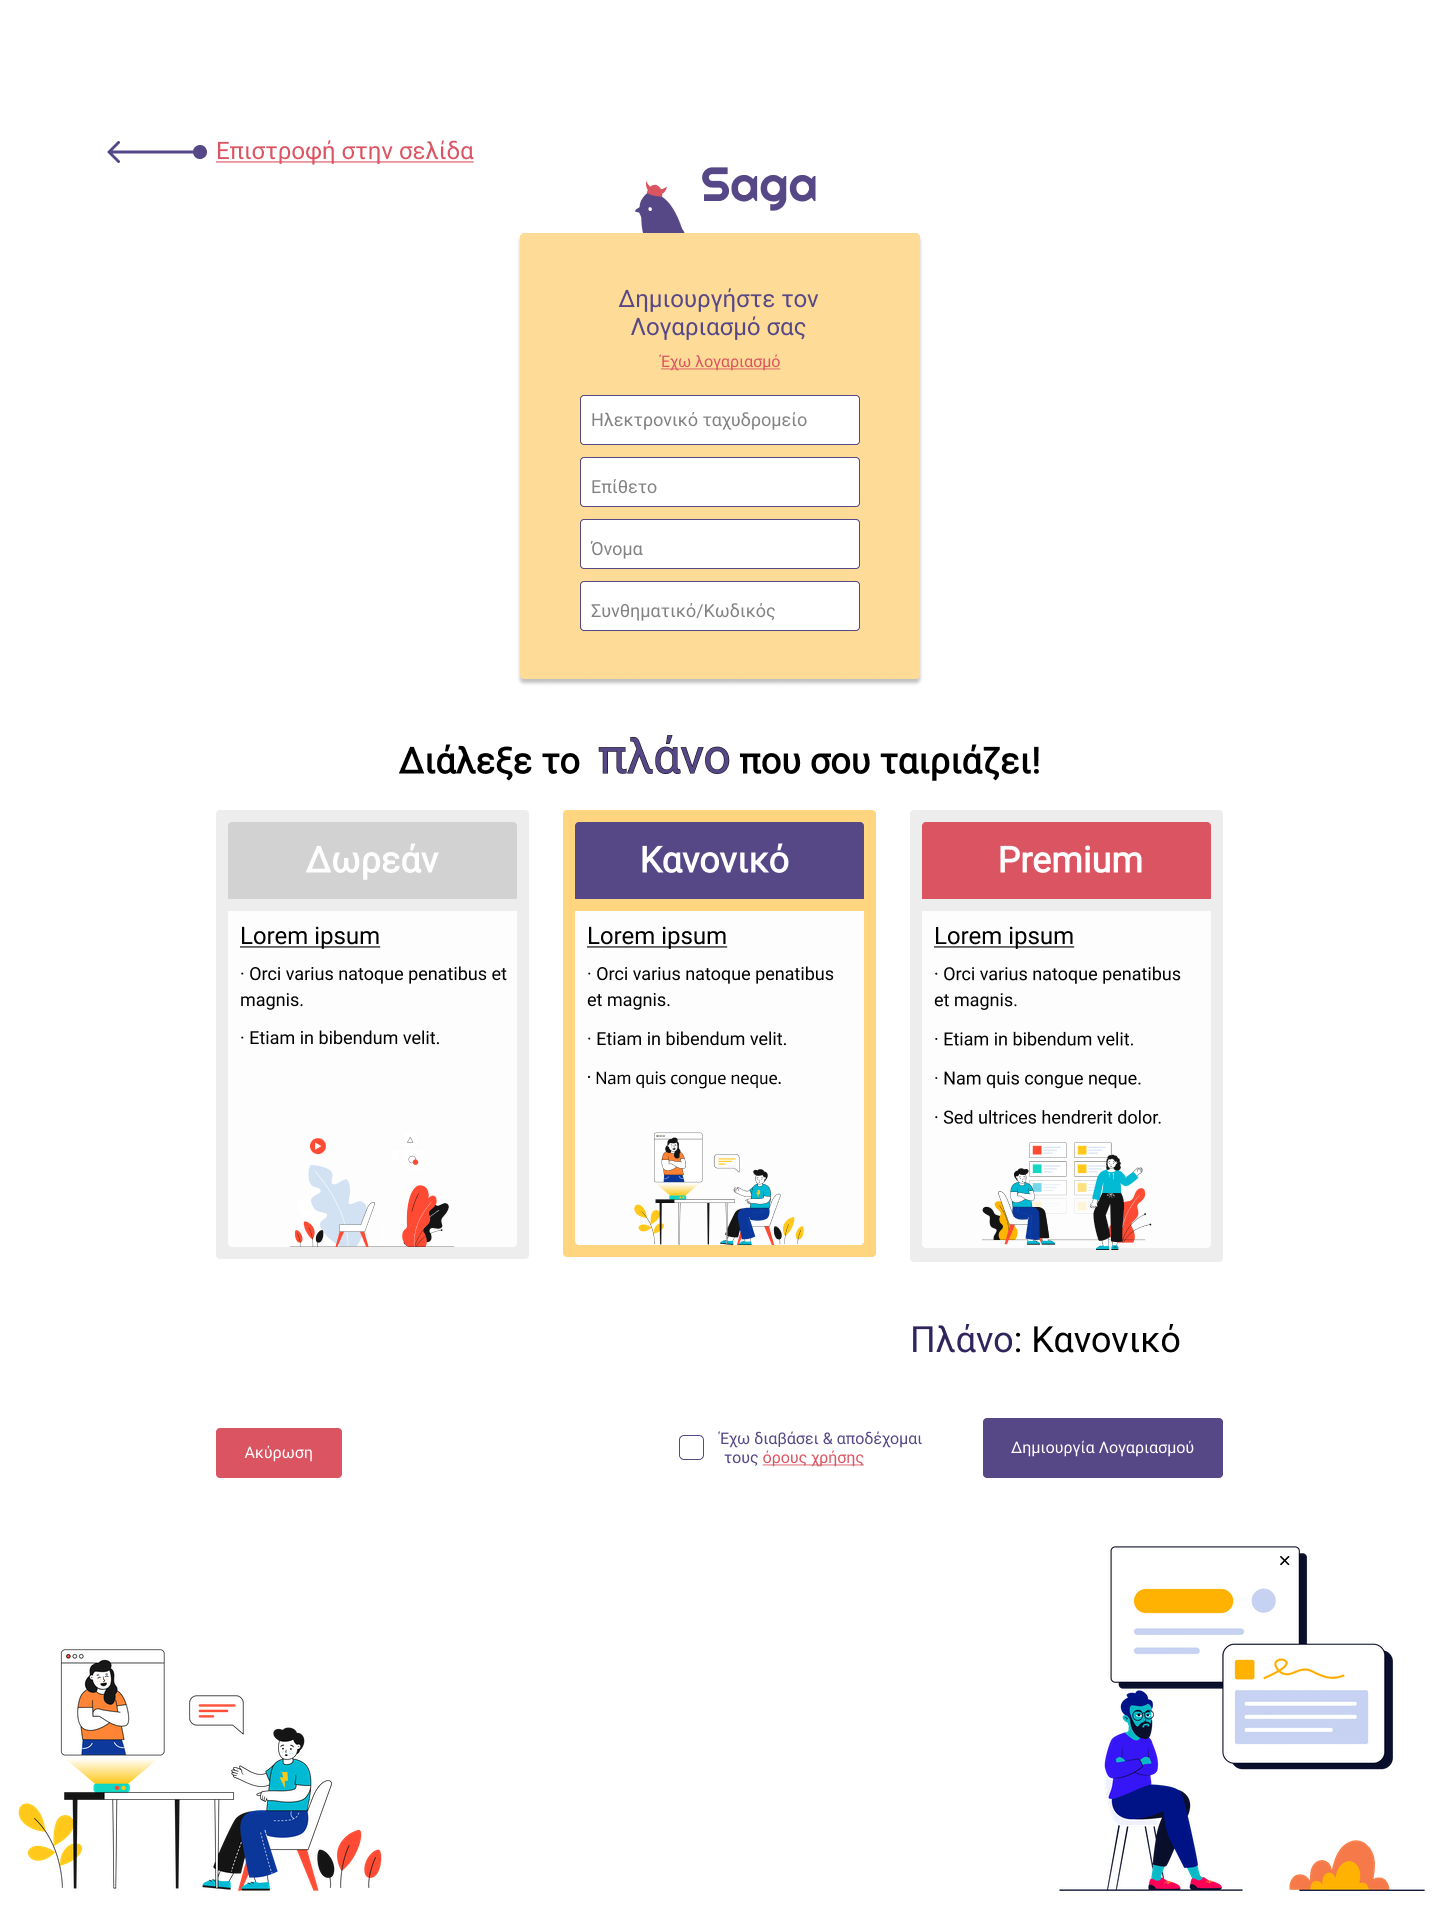 Επιστροφή στην σελίδα
Saga
Δημιουργήστε τον
Λογαριασμό σας
Έχω λογαριασμό
Ηλεκτρονικό ταχυδρομείο
Επίθετο
Όνομα
Συνθηματικό/Κωδικός
Διάλεξε το πλάνο που σου ταιριάζει!
Δωρεάν
Lorem ipsum
· Orci varius natoque penatibus et
magnis.
· Etiam in bibendum velit.
Κανονικό
Lorem ipsum
· Orci varius natoque penatibus
et magnis.
· Etiam in bibendum velit.
· Nam quis congue neque.
Premium
Lorem ipsum
· Orci varius natoque penatibus
et magnis.
· Etiam in bibendum velit.
· Nam quis congue neque.
· Sed ultrices hendrerit dolor.
Πλάνο: Κανονικό
Ακύρωση
Έχω διαβάσει & αποδέχομαι
τους όρους χρήσης
Δημιουργία Λογαριασμού